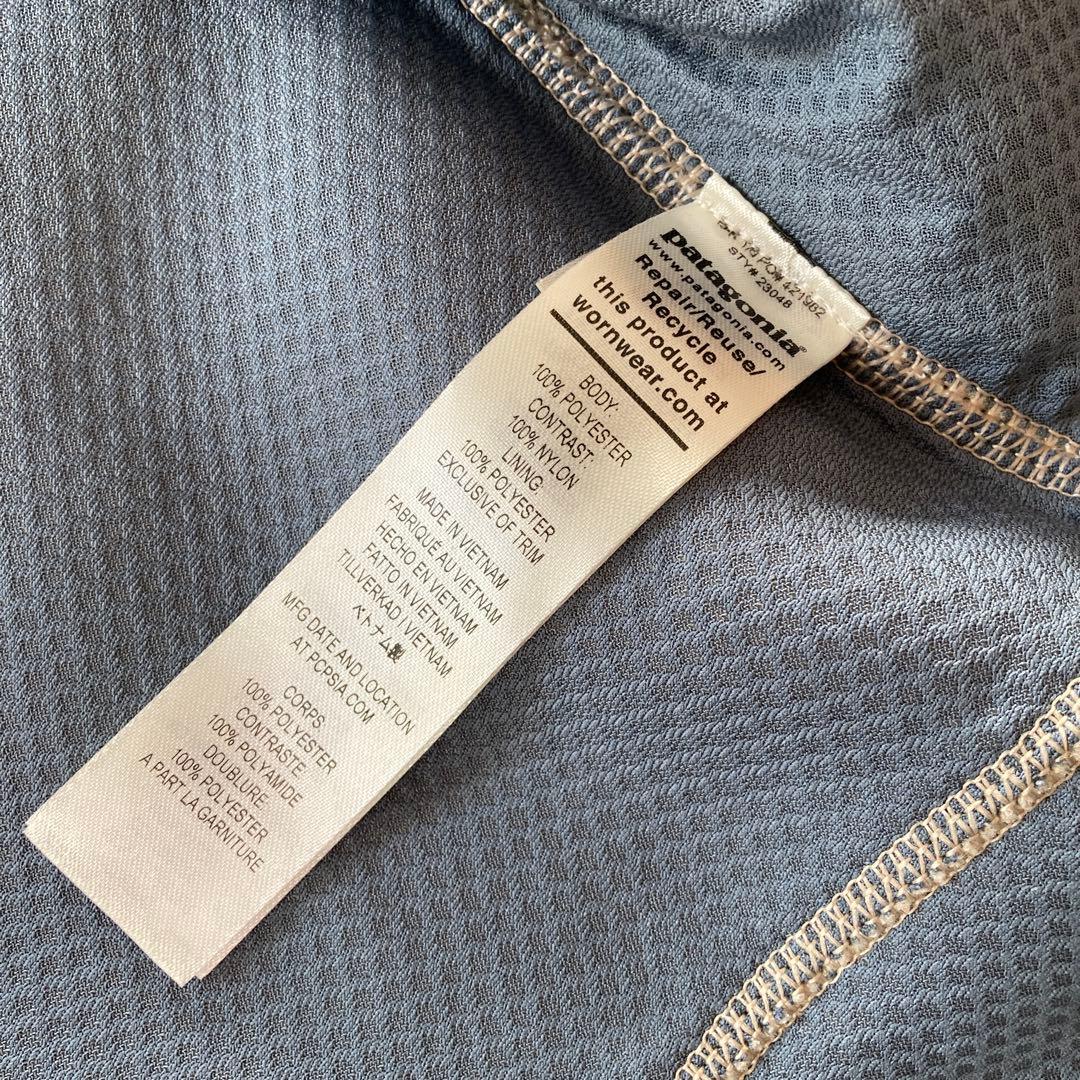 PO#421982
STY# 23048
patagonia®
www.patagonia.com
Repair/Reuse/
Recycle
this product at
wornwear.com
BODY:
100% POLYESTER
CONTRAST:
100% NYLON
LINING:
100% POLYESTER
EXCLUSIVE OF TRIM
MADE IN VIETNAM
FABRIQUÉ AU VIETNAM
HECHO EN VIETNAM
FATTO IN VIETNAM
TILLVERKAD I VIETNAM
ベトナム製
MFG DATE AND LOCATION
AT PCPSIA.COM
CORPS:
100% POLYESTER
CONTRASTE:
100% POLYAMIDE
DOUBLURE:
100% POLYESTER
A PART LA GARNITURE